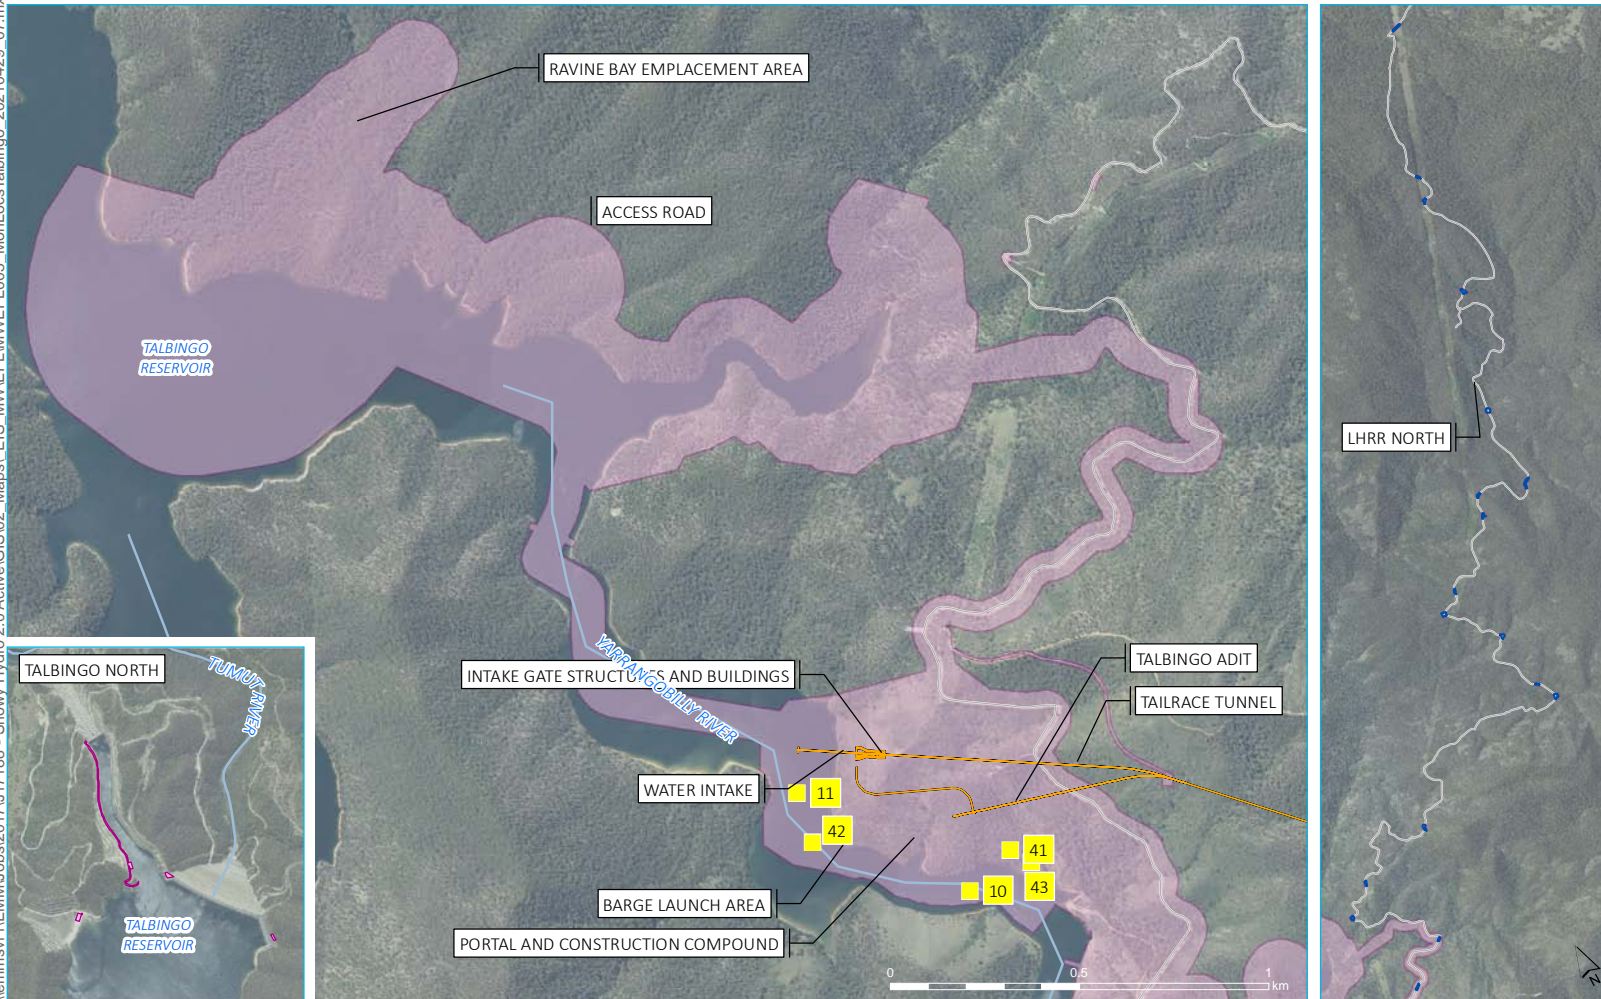 RAVINE BAY EMPLACEMENT AREA
ACCESS ROAD
TALBINGO
RESERVOIR
LHRR NORTH
YARRANGOBILLY RIVER
INTAKE GATE STRUCTURES AND BUILDINGS
TALBINGO ADIT
TAILRACE TUNNEL
TALBINGO NORTH
TUMUT
RIVER
WATER INTAKE
11
42
41
43
10
BARGE LAUNCH AREA
PORTAL AND CONSTRUCTION COMPOUND
TALBINGO
RESERVOIR
0
0.5
1
km
N